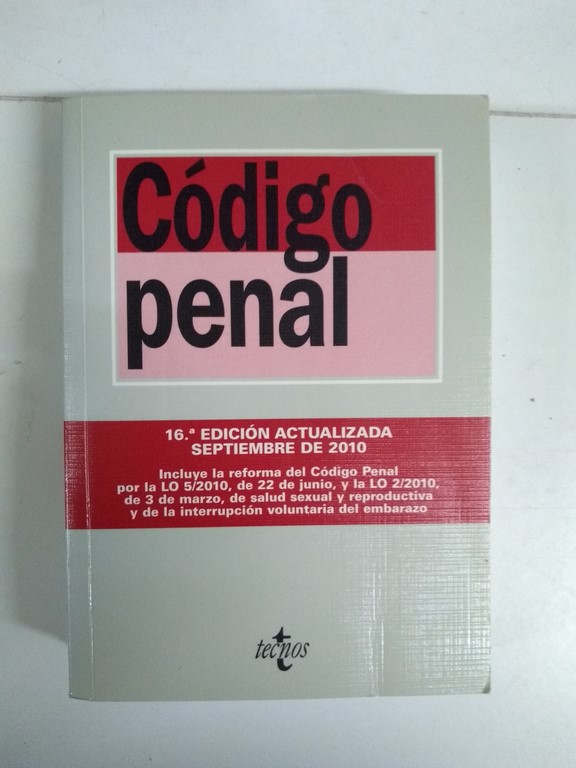 Código
penal
16.ª EDICIÓN ACTUALIZADA
SEPTIEMBRE DE 2010
Incluye la reforma del Código Penal
por la LO 5/2010, de 22 de junio, y la LO 2/2010,
de 3 de marzo, de salud sexual y reproductiva
y de la interrupción voluntaria del embarazo
tecnos